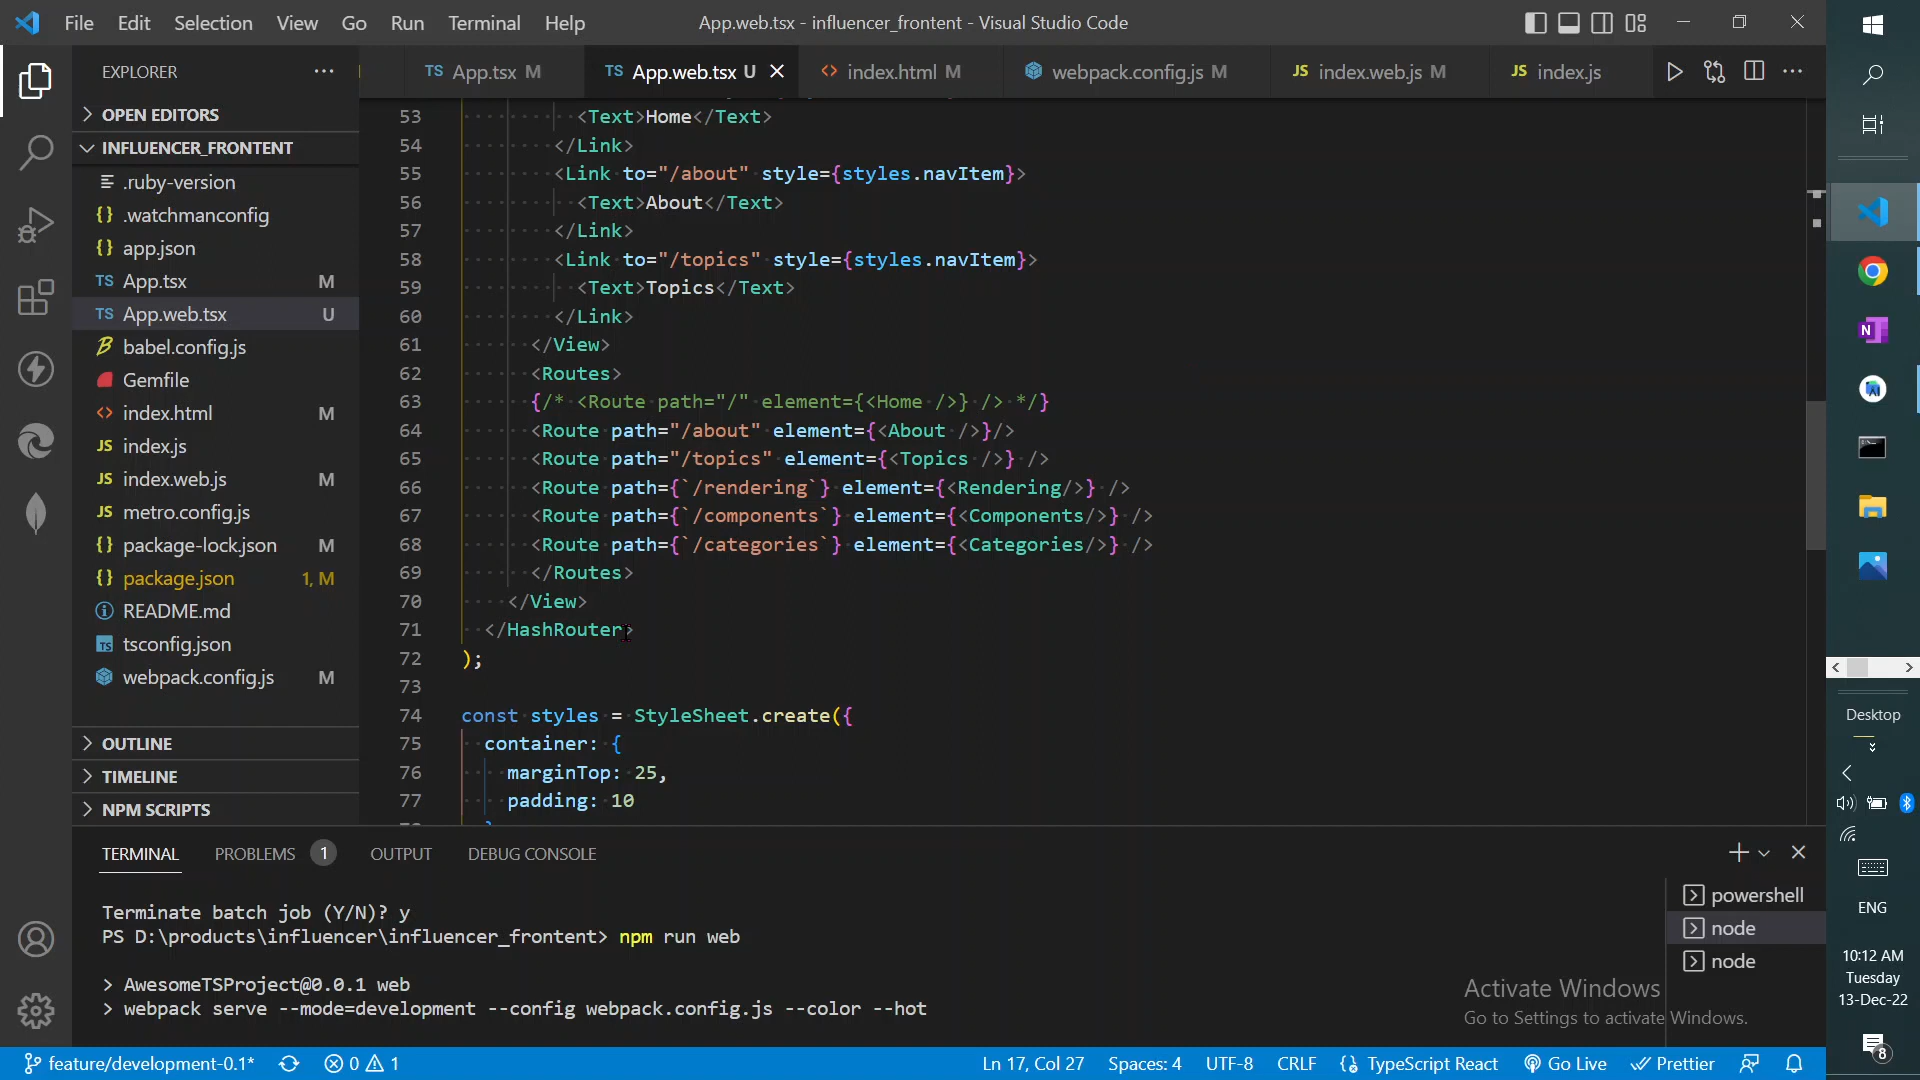 File Edit Selection View Go Run Terminal Help App.web.tsx - influencer_frontent - Visual Studio Code
EXPLORER
TS App.tsx M TS App.web.tsx U index.html M webpack.config.js M JS index.web.js M JS index.js
OPEN EDITORS
INFLUENCER_FRONTENT
.ruby-version
{} .watchmanconfig
{} app.json
TS App.tsx M
TS App.web.tsx U
babel.config.js
Gemfile
<> index.html M
JS index.js
JS index.web.js M
JS metro.config.js
{} package-lock.json M
{} package.json 1, M
README.md
TS tsconfig.json
webpack.config.js M
OUTLINE
TIMELINE
NPM SCRIPTS
53 <Text>Home</Text>
54 </Link>
55 <Link to="/about" style={styles.navItem}>
56 <Text>About</Text>
57 </Link>
58 <Link to="/topics" style={styles.navItem}>
59 <Text>Topics</Text>
60 </Link>
61 </View>
62 <Routes>
63 {/* <Route path="/" element={<Home />} /> */}
64 <Route path="/about" element={<About />}/>
65 <Route path="/topics" element={<Topics />} />
66 <Route path={`/rendering`} element={<Rendering/>} />
67 <Route path={`/components`} element={<Components/>} />
68 <Route path={`/categories`} element={<Categories/>} />
69 </Routes>
70 </View>
71 </HashRouter>
72 );
73
74 const styles = StyleSheet.create({
75 container: {
76 marginTop: 25,
77 padding: 10
TERMINAL PROBLEMS 1 OUTPUT DEBUG CONSOLE
Terminate batch job (Y/N)? y
PS D:\products\influencer\influencer_frontent> npm run web
> AwesomeTSProject@0.0.1 web
> webpack serve --mode=development --config webpack.config.js --color --hot
powershell
node
node
Activate Windows
Go to Settings to activate Windows.
feature/development-0.1* 0 1 Ln 17, Col 27 Spaces: 4 UTF-8 CRLF {} TypeScript React Go Live Prettier
N
Desktop
ENG
10:12 AM
Tuesday
13-Dec-22
8